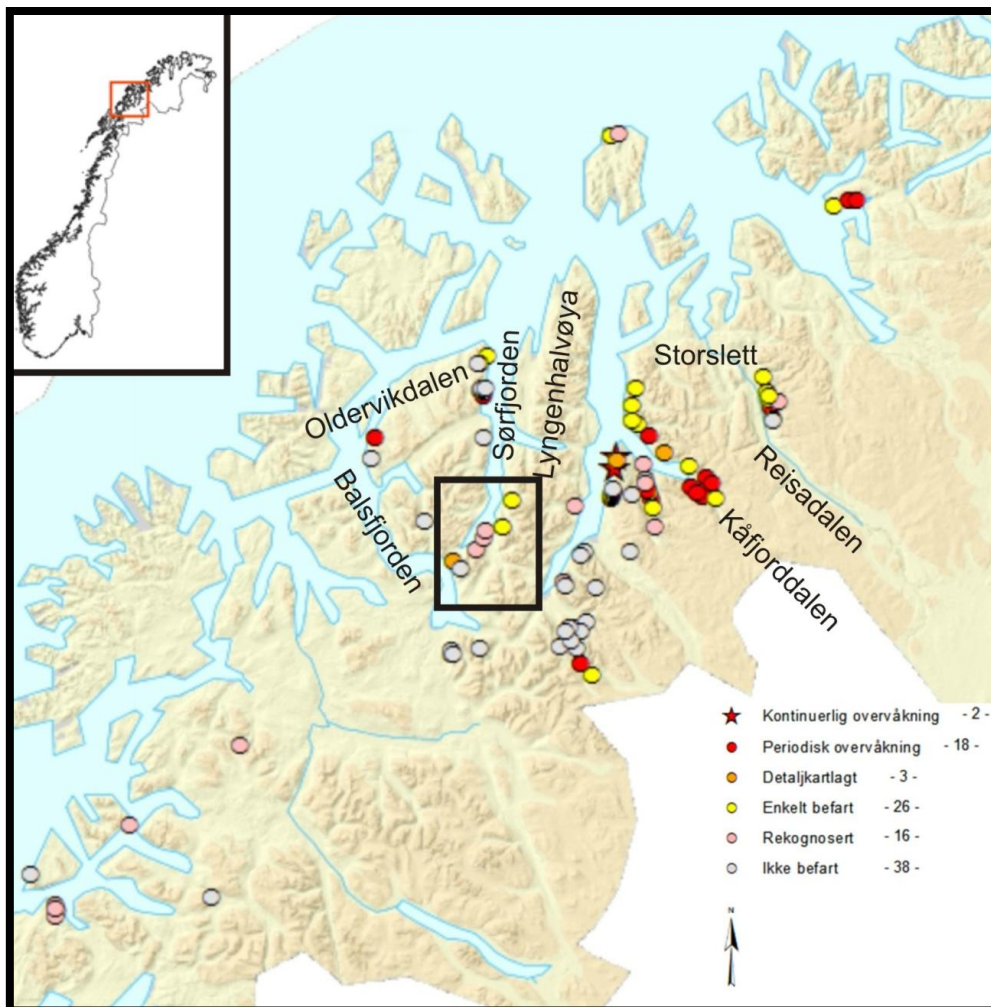 Storslett
Oldervikdalen
Sørfjorden
Lyngenhalvøya
Balsfjorden
Reisadalen
Kåfjorddalen
Kontinuerlig overvåkning - 2 -
Periodisk overvåkning - 18 -
Detaljkartlagt - 3 -
Enkelt befart - 26 -
Rekognosert - 16 -
Ikke befart - 38 -
N